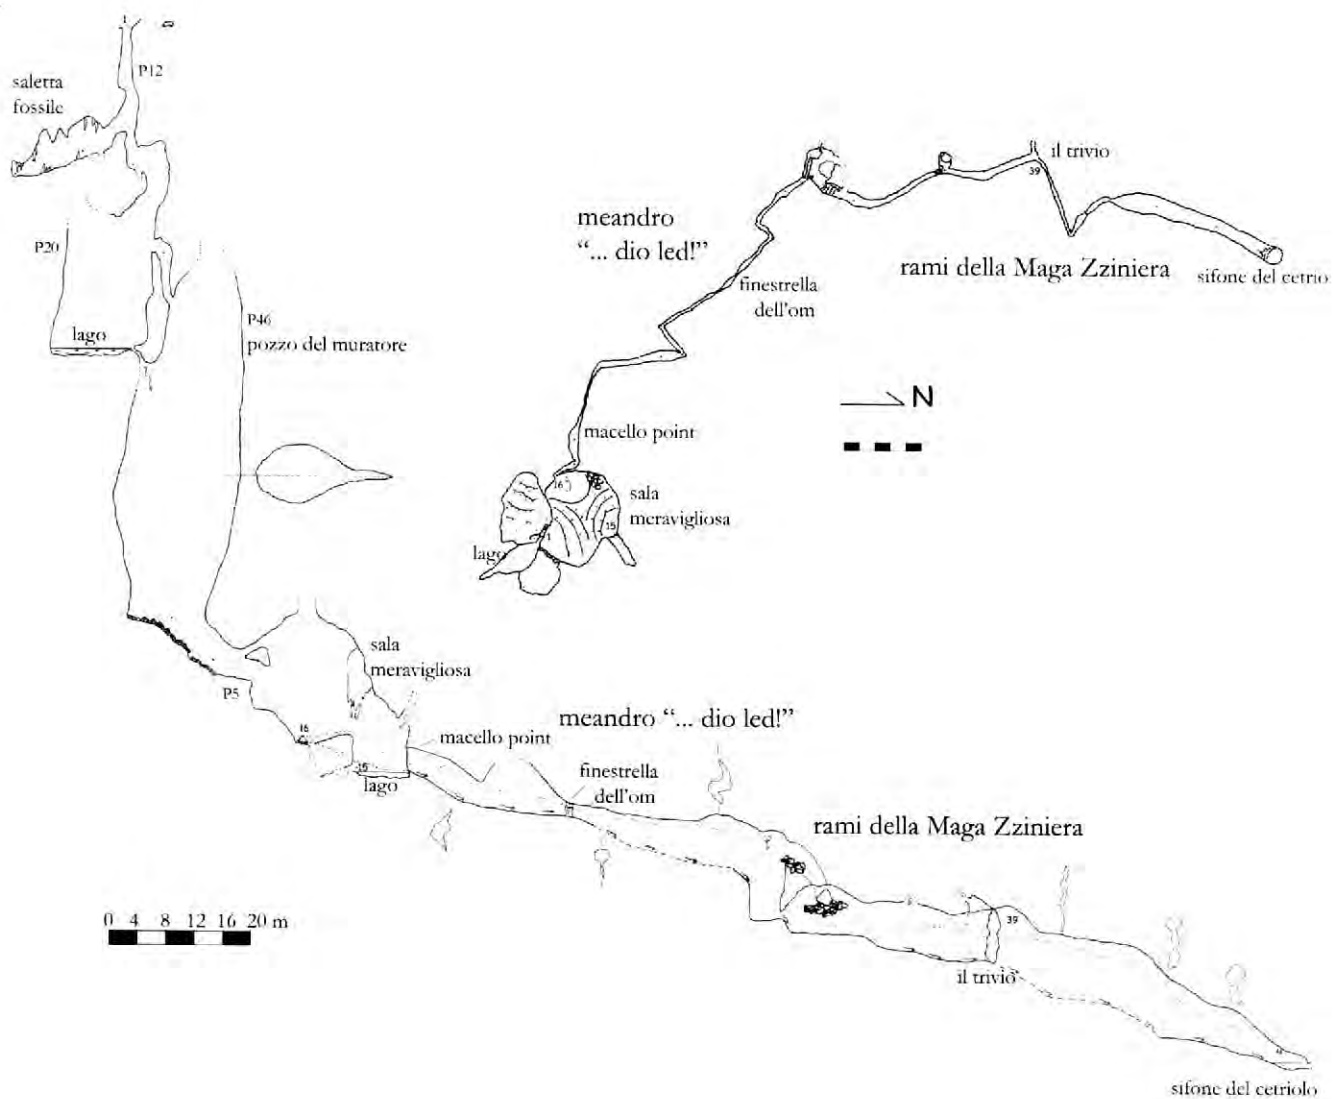 1
P12
saletta
fossile
P20
lago
P46
pozzo del muratore
il trivio
39
meandro
“... dio led!”
rami della Maga Zziniera
sifone del cetrio
finestrella
dell'om
N
macello point
16
sala
meravigliosa
15
lago
1
sala
meravigliosa
P5
16
meandro “... dio led!”
macello point
15
lago
finestrella
dell'om
rami della Maga Zziniera
39
il trivio
0 4 8 12 16 20 m
sifone del cetriolo